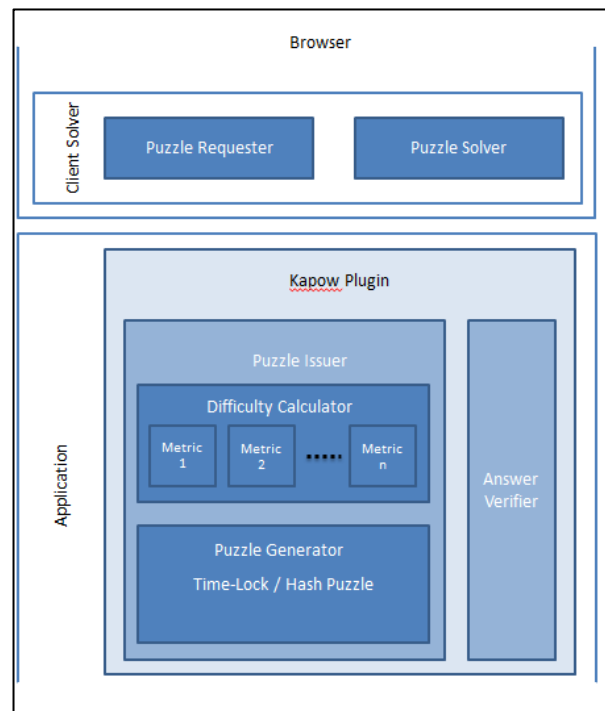 Browser
Client Solver
Puzzle Requester
Puzzle Solver
Application
Kapow Plugin
Puzzle Issuer
Difficulty Calculator
Metric
1
Metric
2
.....
Metric
n
Puzzle Generator
Time-Lock / Hash Puzzle
Answer
Verifier